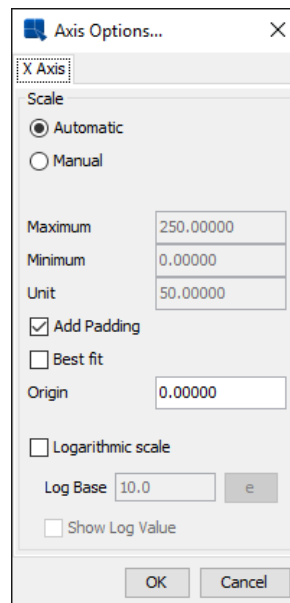 Axis Options...
X Axis
Scale
Automatic
Manual
Maximum 250.00000
Minimum 0.00000
Unit 50.00000
Add Padding
Best fit
Origin 0.00000
Logarithmic scale
Log Base 10.0 e
Show Log Value
OK Cancel